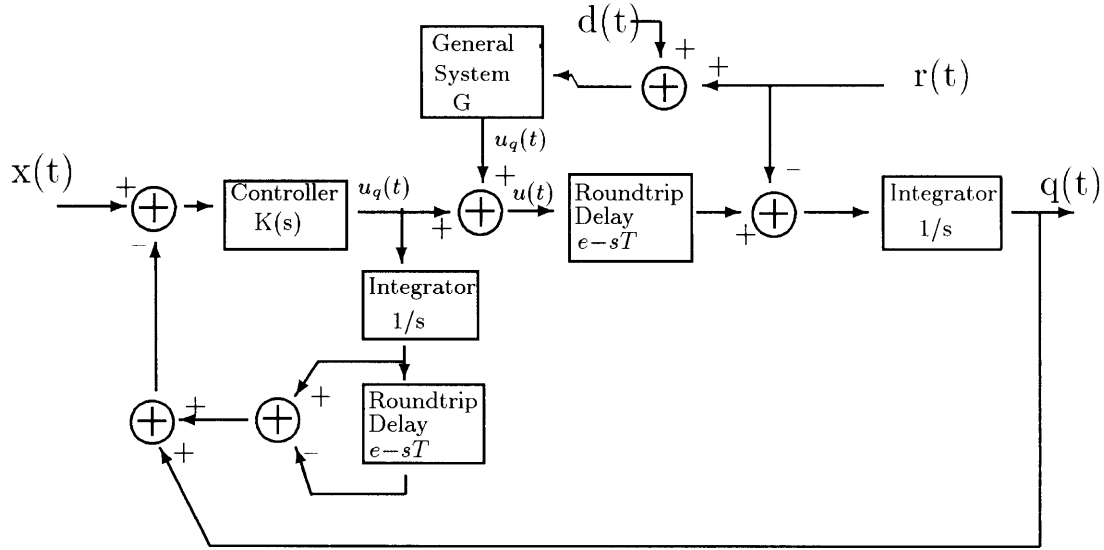 d(t)
General
System
G
+
+
r(t)
u_q(t)
x(t)
+
Controller
K(s)
u_q(t)
+
u(t)
Roundtrip
Delay
e−sT
−
Integrator
1/s
q(t)
−
+
+
Integrator
1/s
+
+
+
−
Roundtrip
Delay
e−sT